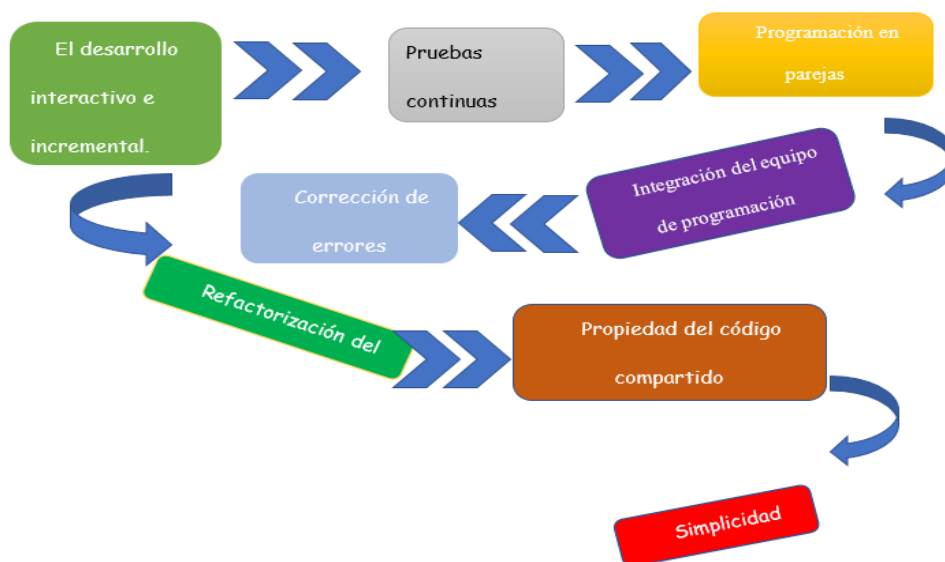 El desarrollo
interactivo e
incremental.
Pruebas
continuas
Programación en
parejas
Integración del equipo
de programación
Corrección de
errores
Refactorización del
Propiedad del código
compartido
Simplicidad